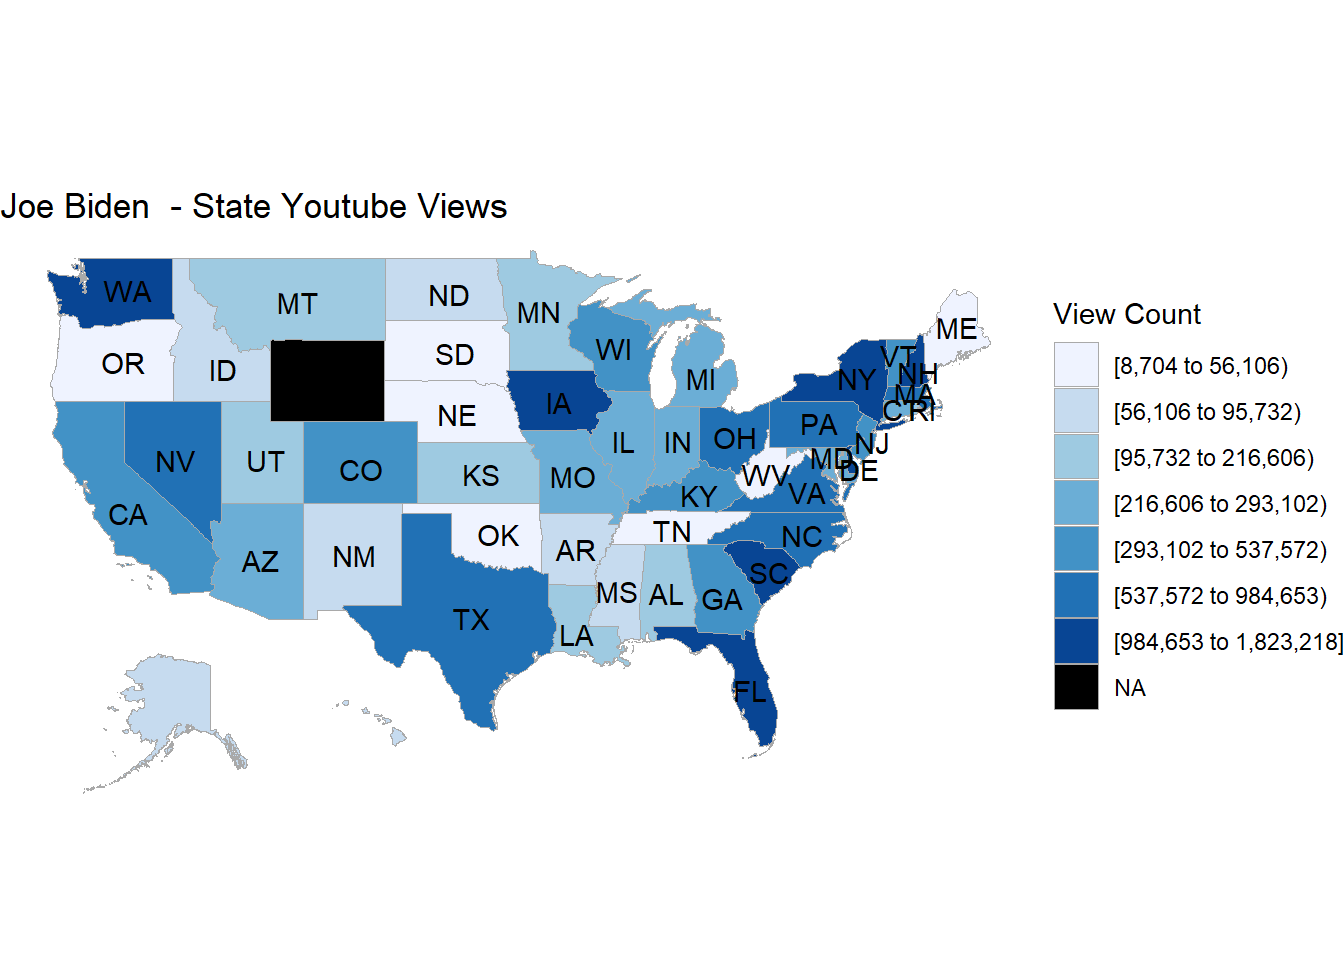 Joe Biden  - State Youtube Views
WA
MT
ND
MN
ME
OR
ID
SD
WI
MI
VT
NH
NY
MA
IA
NE
C
RI
NV
UT
CO
KS
MO
IL
IN
OH
PA
NJ
MD
DE
WV
VA
KY
CA
AZ
NM
OK
AR
TN
NC
TX
LA
MS
AL
GA
SC
FL
View Count
[8,704 to 56,106)
[56,106 to 95,732)
[95,732 to 216,606)
[216,606 to 293,102)
[293,102 to 537,572)
[537,572 to 984,653)
[984,653 to 1,823,218]
NA